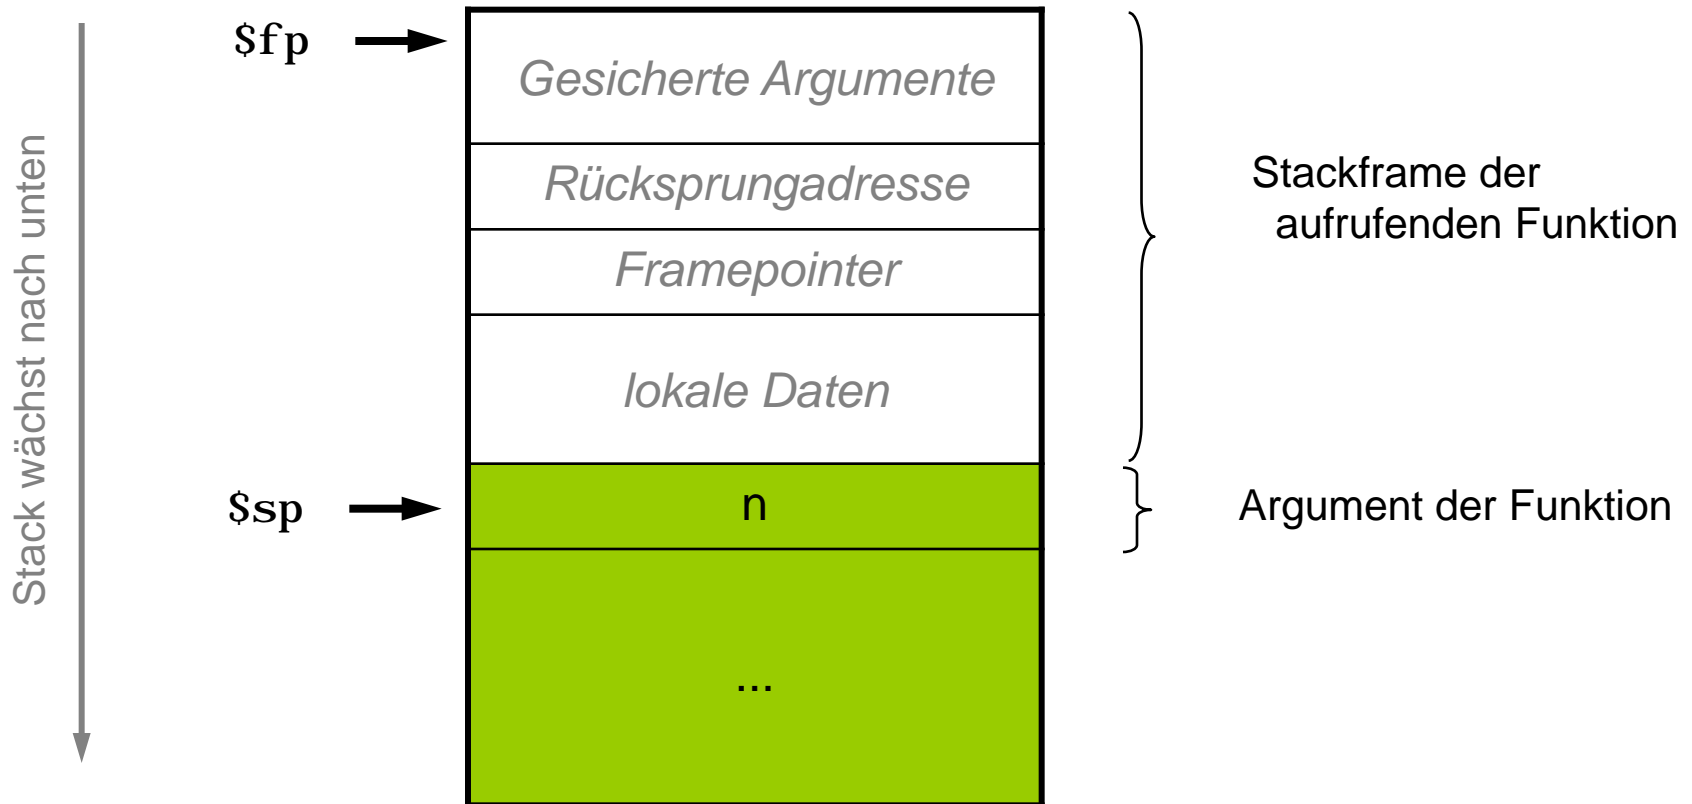 $fp
Gesicherte Argumente
Rücksprungadresse
Framepointer
lokale Daten
$sp
n
...
Stackframe der
aufrufenden Funktion
Argument der Funktion
Stack wächst nach unten